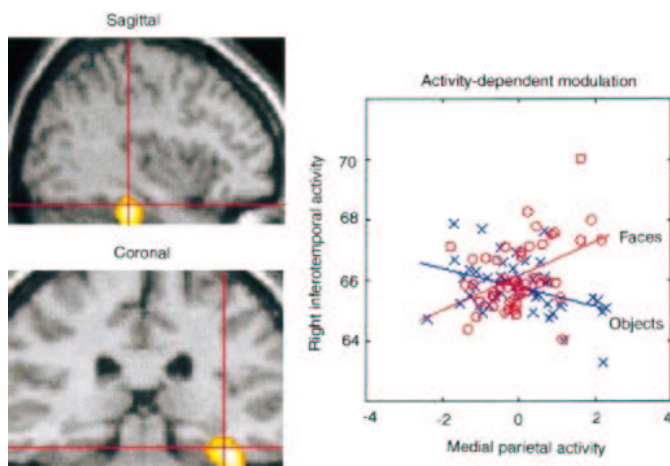 Sagittal
Coronal
Activity-dependent modulation
Right inferotemporal activity
70
68
66
64
Faces
Objects
-4
-2
0
2
4
Medial parietal activity